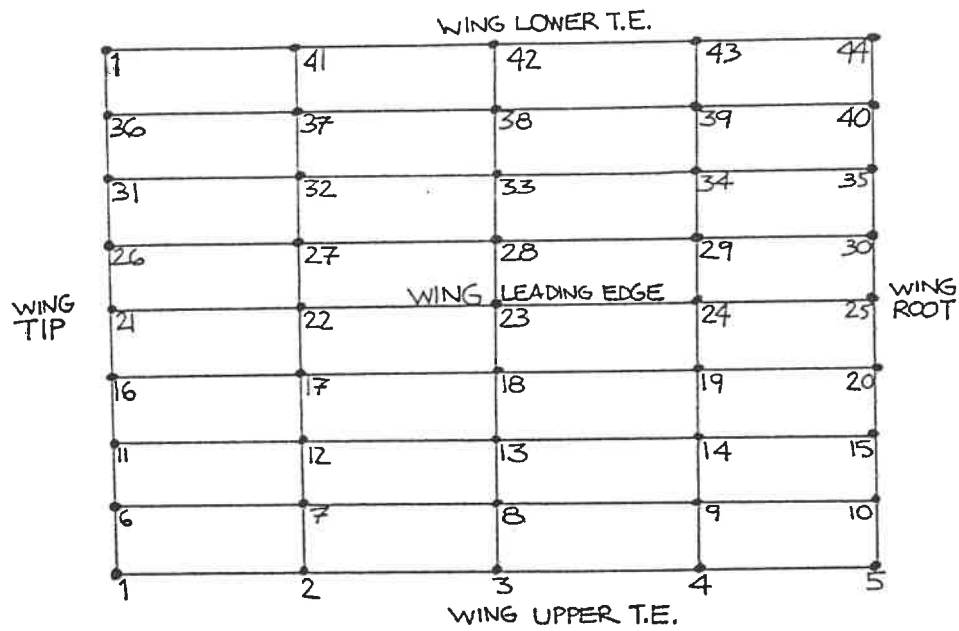 WING LOWER T.E.
1 41 42 43 44
36 37 38 39 40
31 32 33 34 35
26 27 28 29 30
WING LEADING EDGE
WING TIP
21 22 23 24 25
WING ROOT
16 17 18 19 20
11 12 13 14 15
6 7 8 9 10
1 2 3 4 5
WING UPPER T.E.